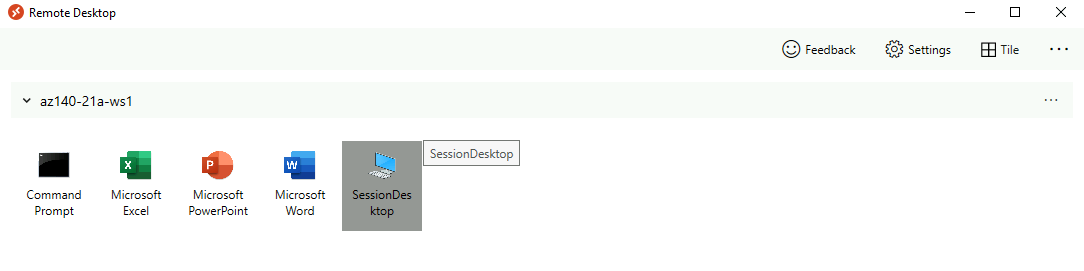 Remote Desktop
Feedback
Settings
Tile
az140-21a-ws1
SessionDesktop
Command
Prompt
Microsoft
Excel
Microsoft
PowerPoint
Microsoft
Word
SessionDes
ktop